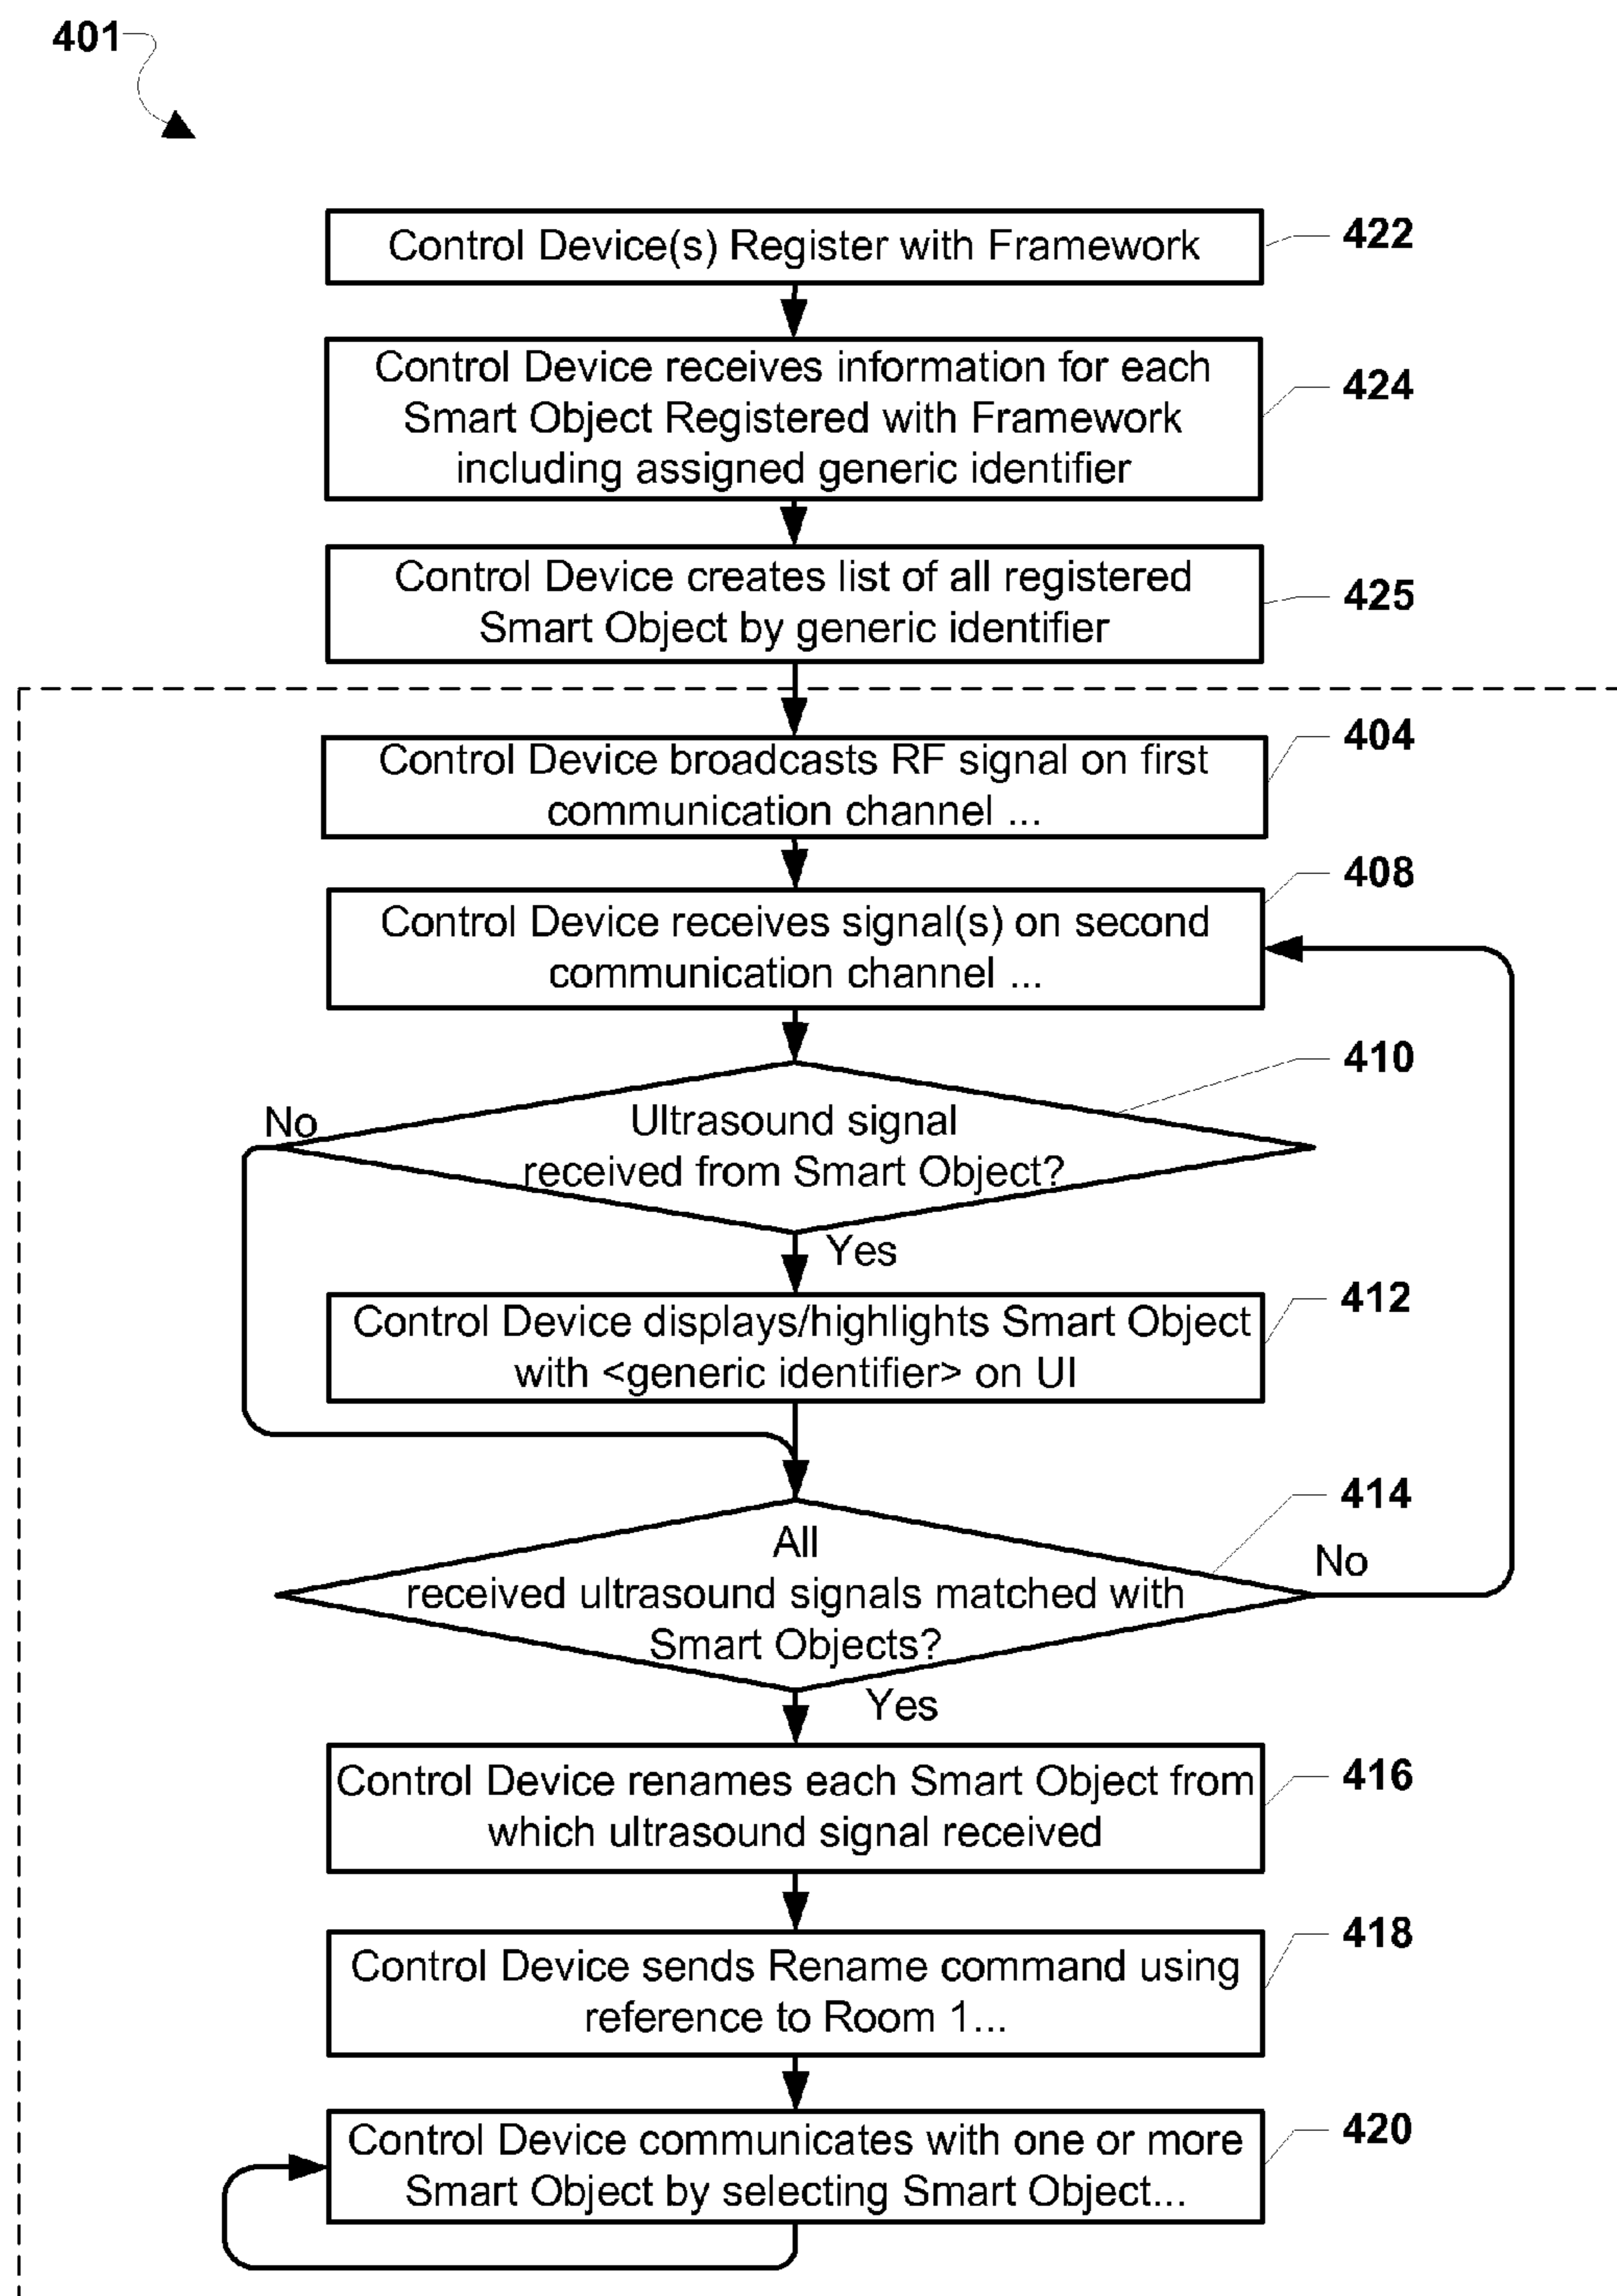 401
Control Device(s) Register with Framework
422
Control Device receives information for each
Smart Object Registered with Framework
including assigned generic identifier
424
Control Device creates list of all registered
Smart Object by generic identifier
425
Control Device broadcasts RF signal on first
communication channel ...
404
Control Device receives signal(s) on second
communication channel ...
408
Ultrasound signal
received from Smart Object?
410
No
Yes
Control Device displays/highlights Smart Object
with <generic identifier> on UI
412
All
received ultrasound signals matched with
Smart Objects?
414
No
Yes
Control Device renames each Smart Object from
which ultrasound signal received
416
Control Device sends Rename command using
reference to Room 1...
418
Control Device communicates with one or more
Smart Object by selecting Smart Object...
420